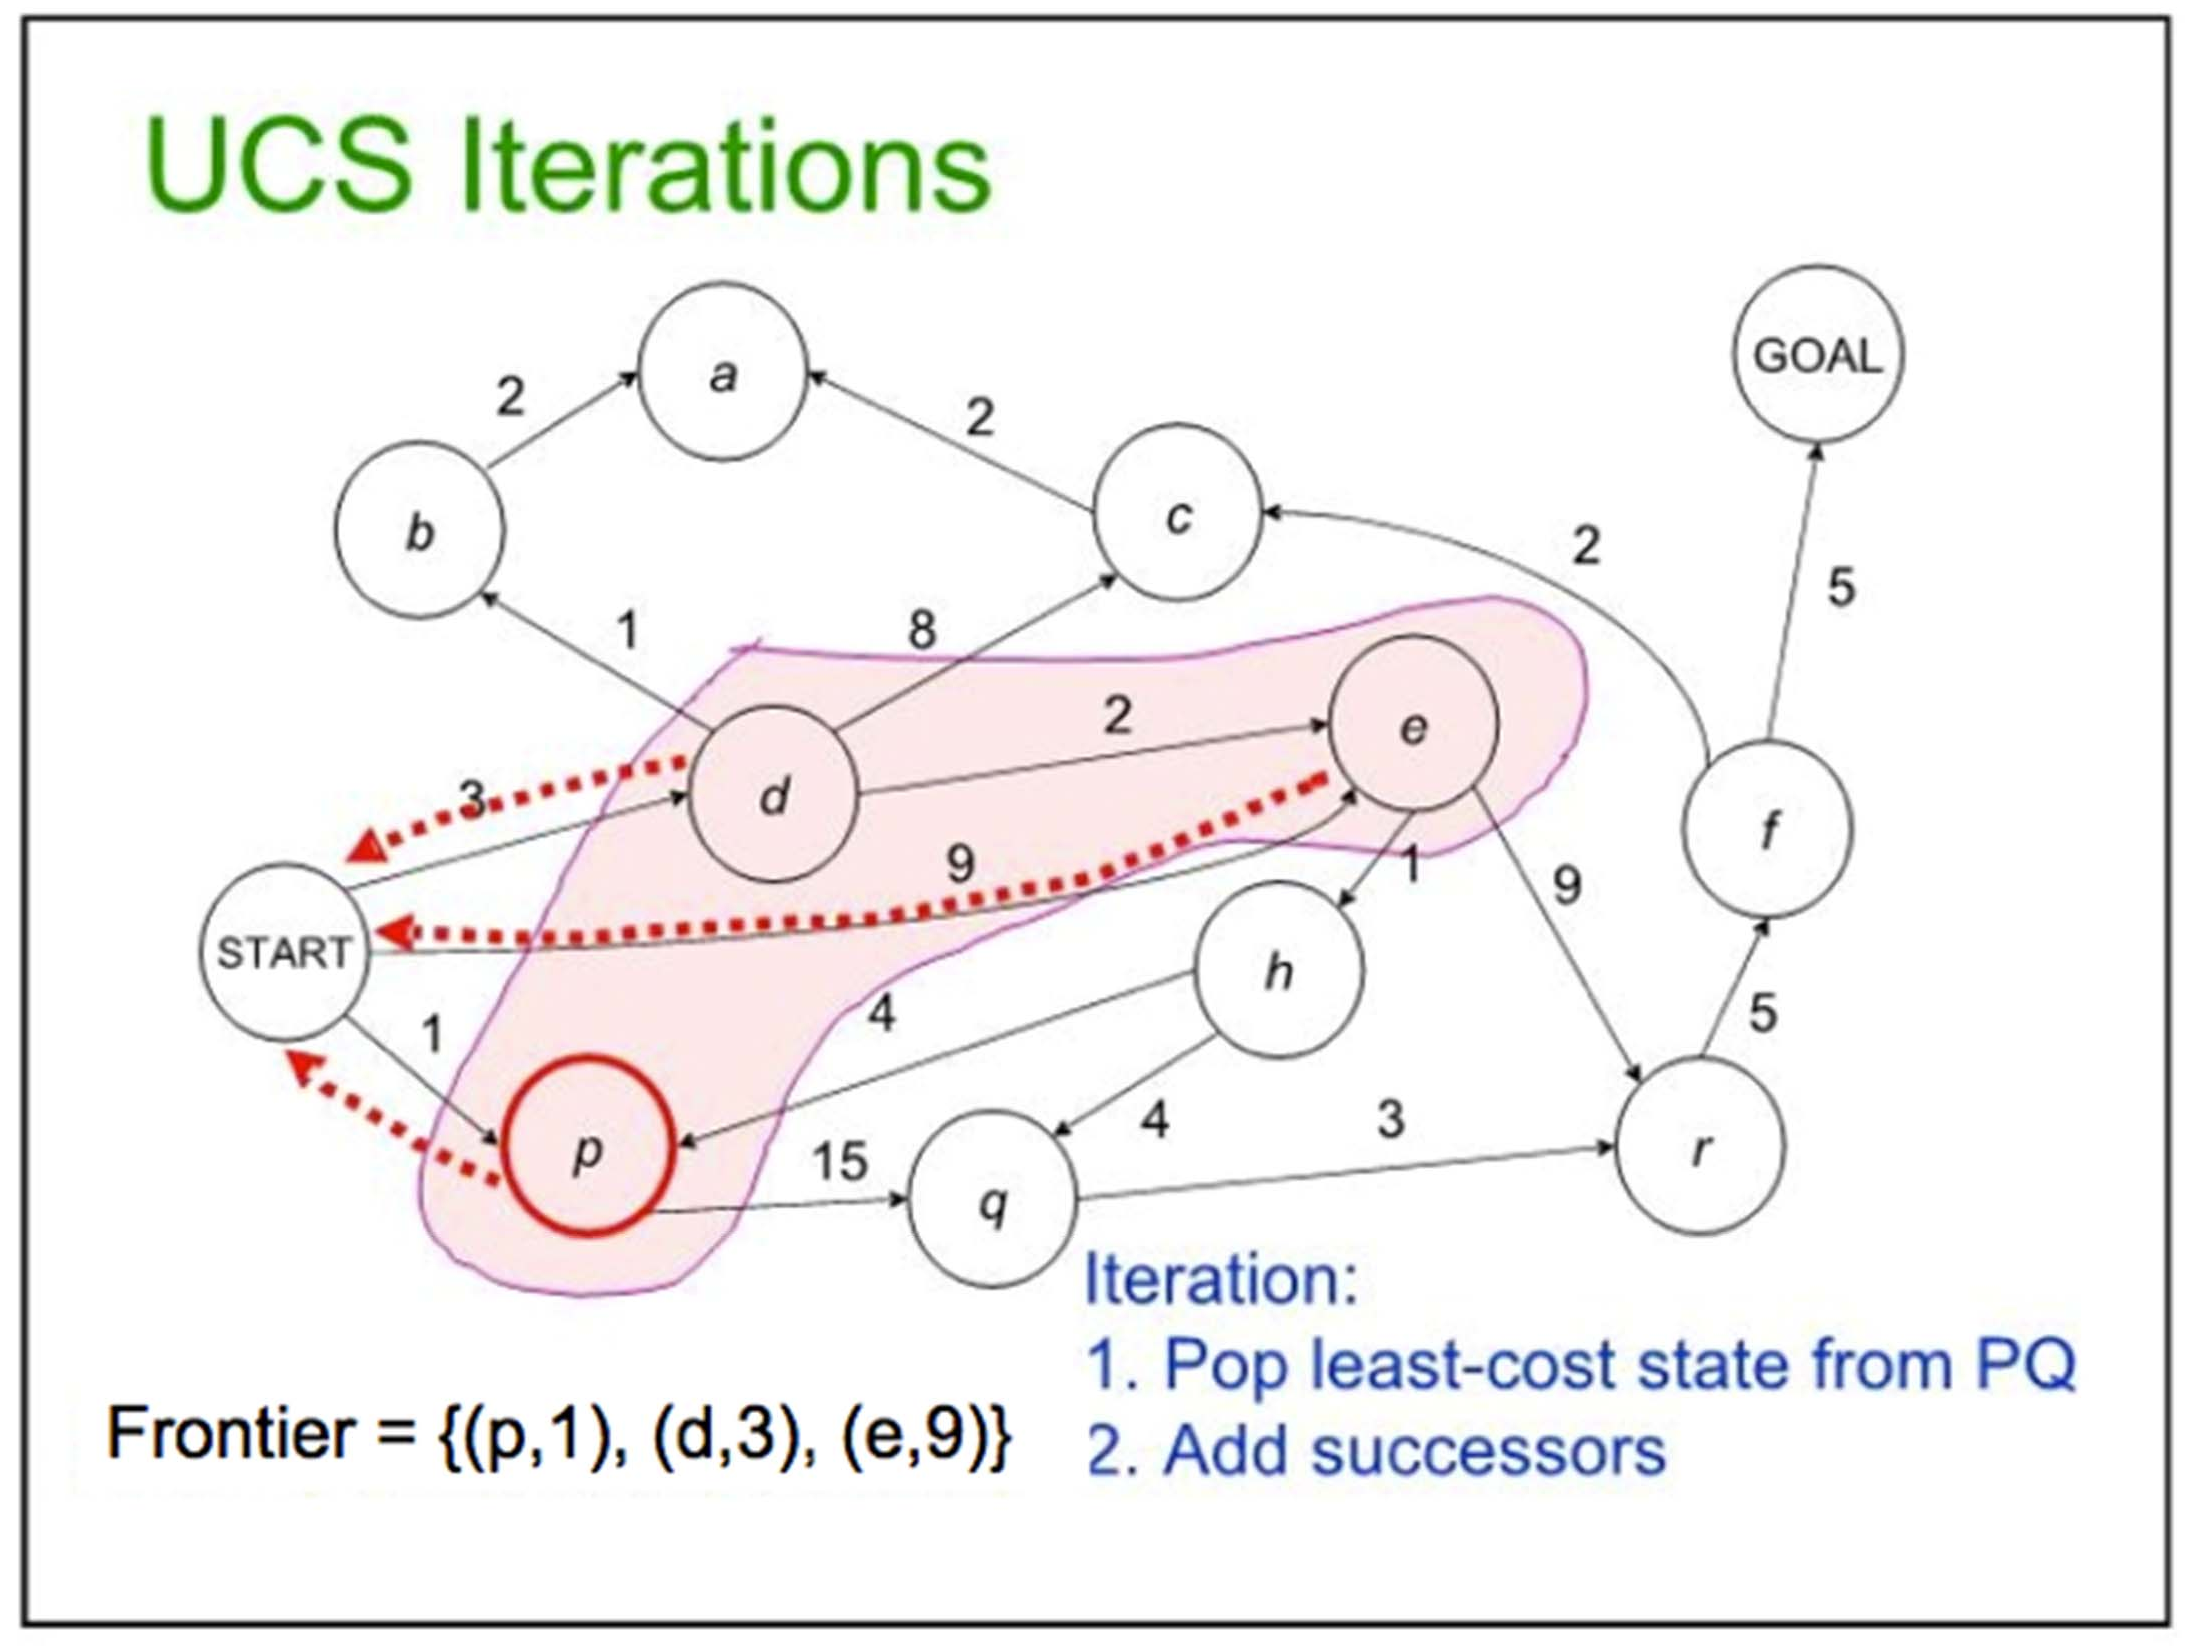 UCS Iterations
GOAL
a
2
2
c
b
2
5
1
8
2
e
d
3
f
9
1
9
START
h
1
4
5
p
15
4
3
r
q
Iteration:
1. Pop least-cost state from PQ
Frontier = {(p,1), (d,3), (e,9)}
2. Add successors